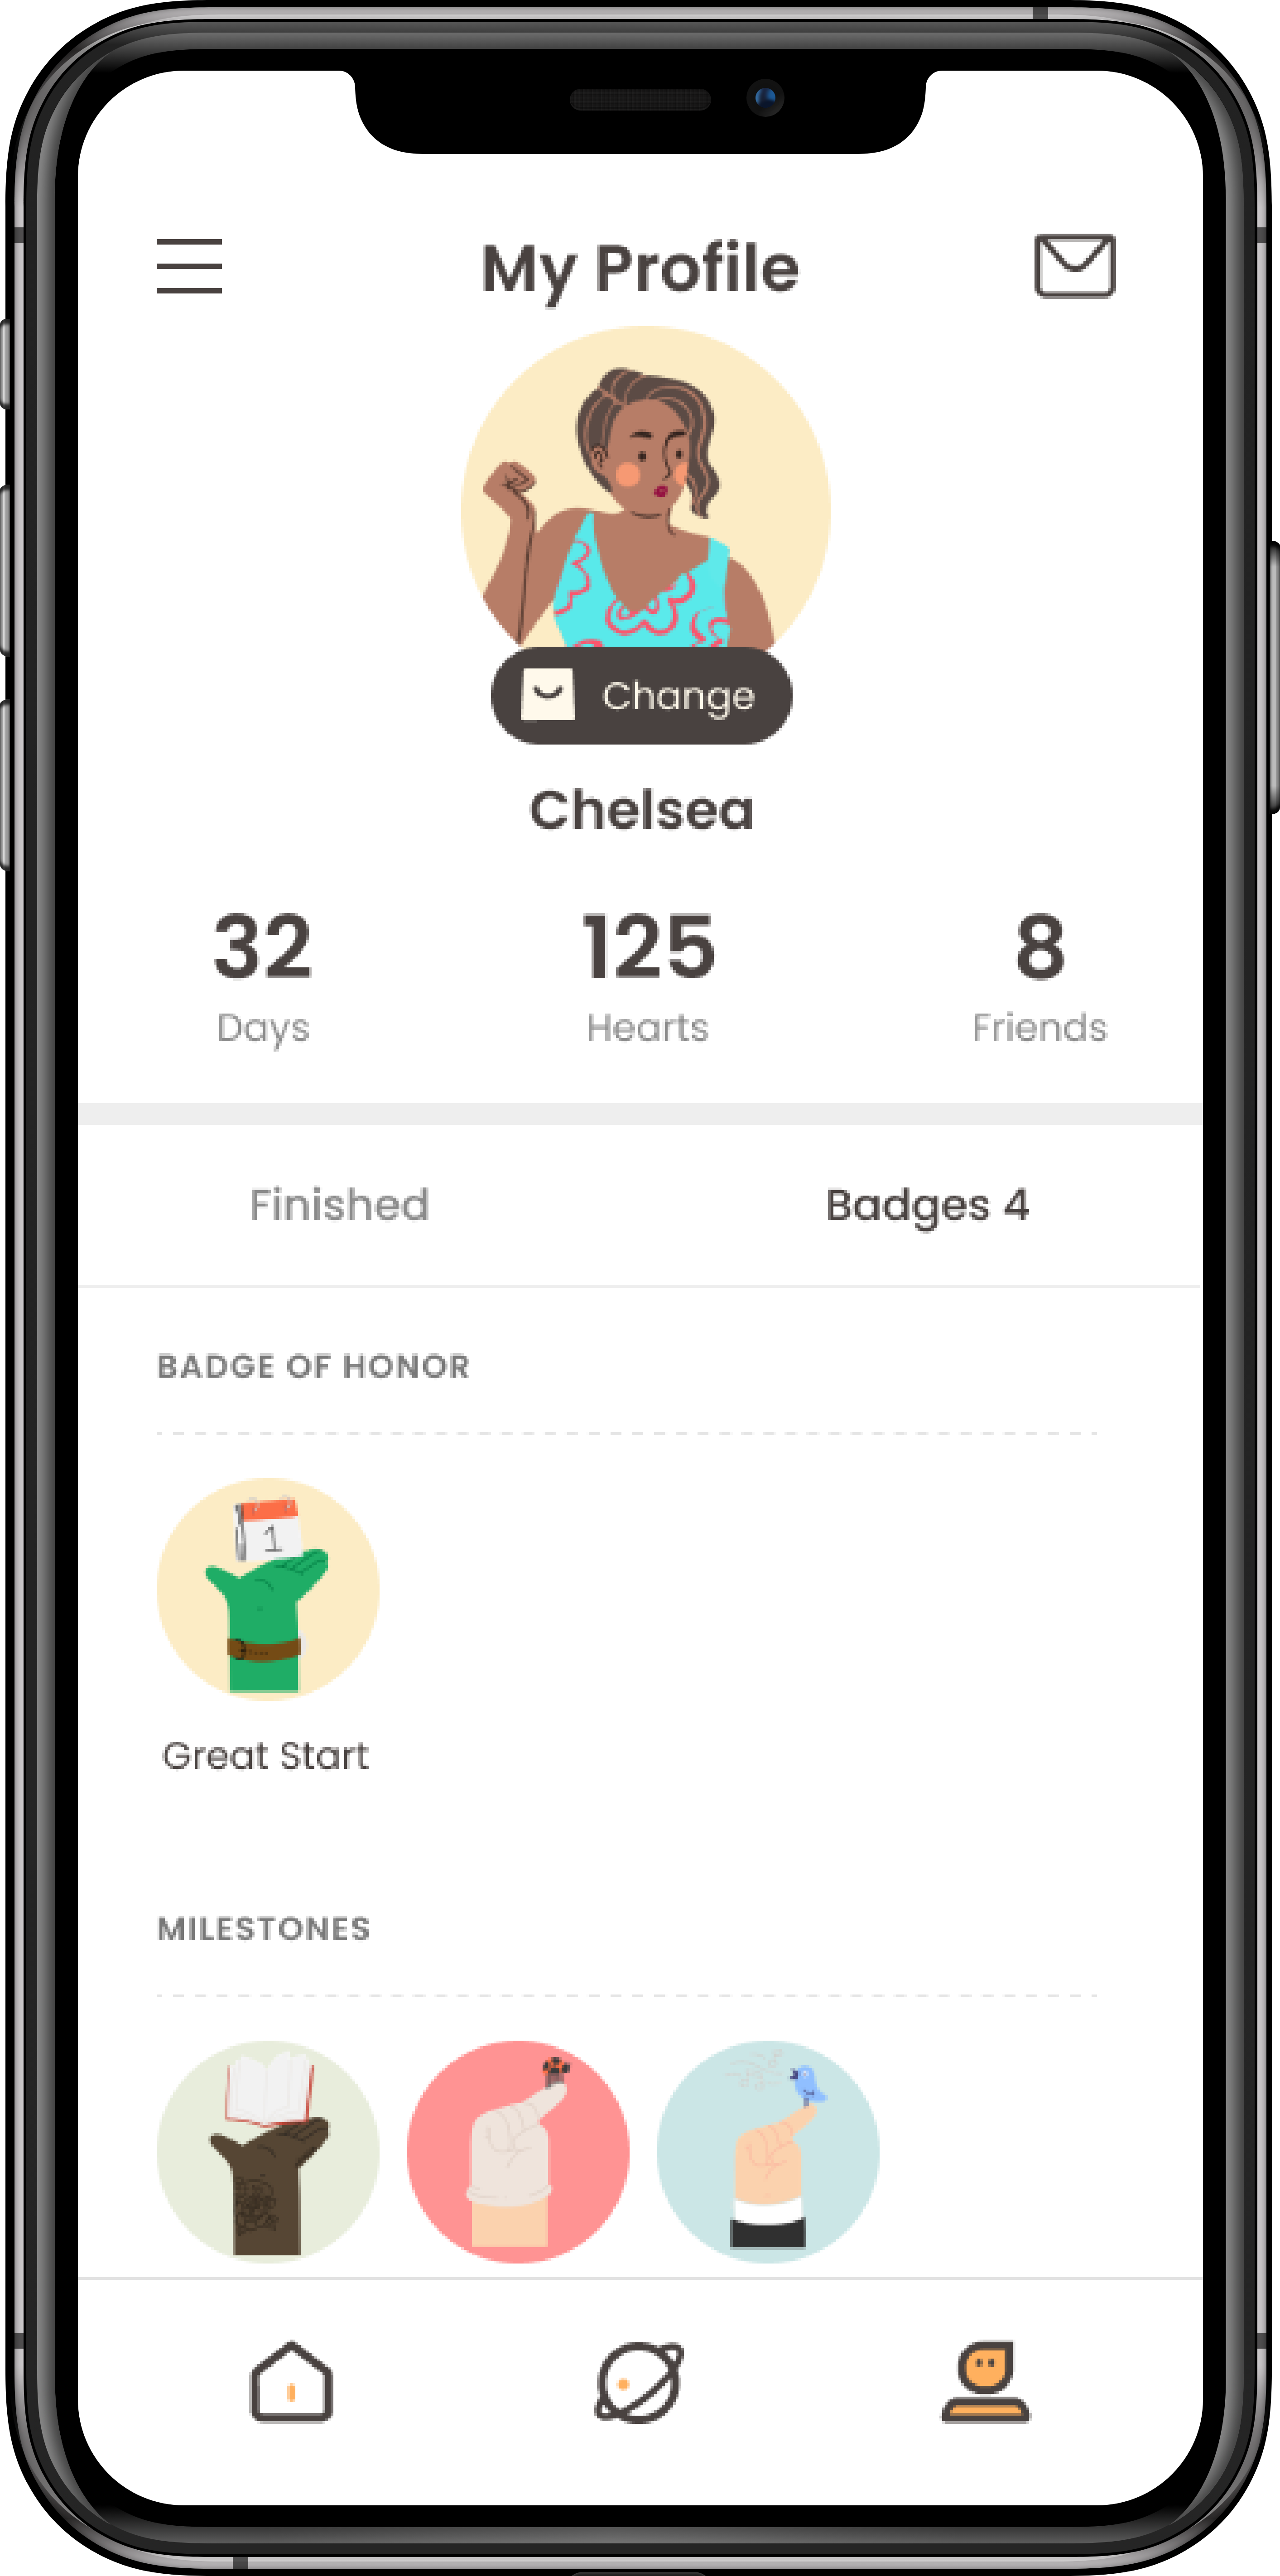 My Profile
Change
Chelsea
32 125 8
Days Hearts Friends
Finished Badges 4
BADGE OF HONOR
1
Great Start
MILESTONES